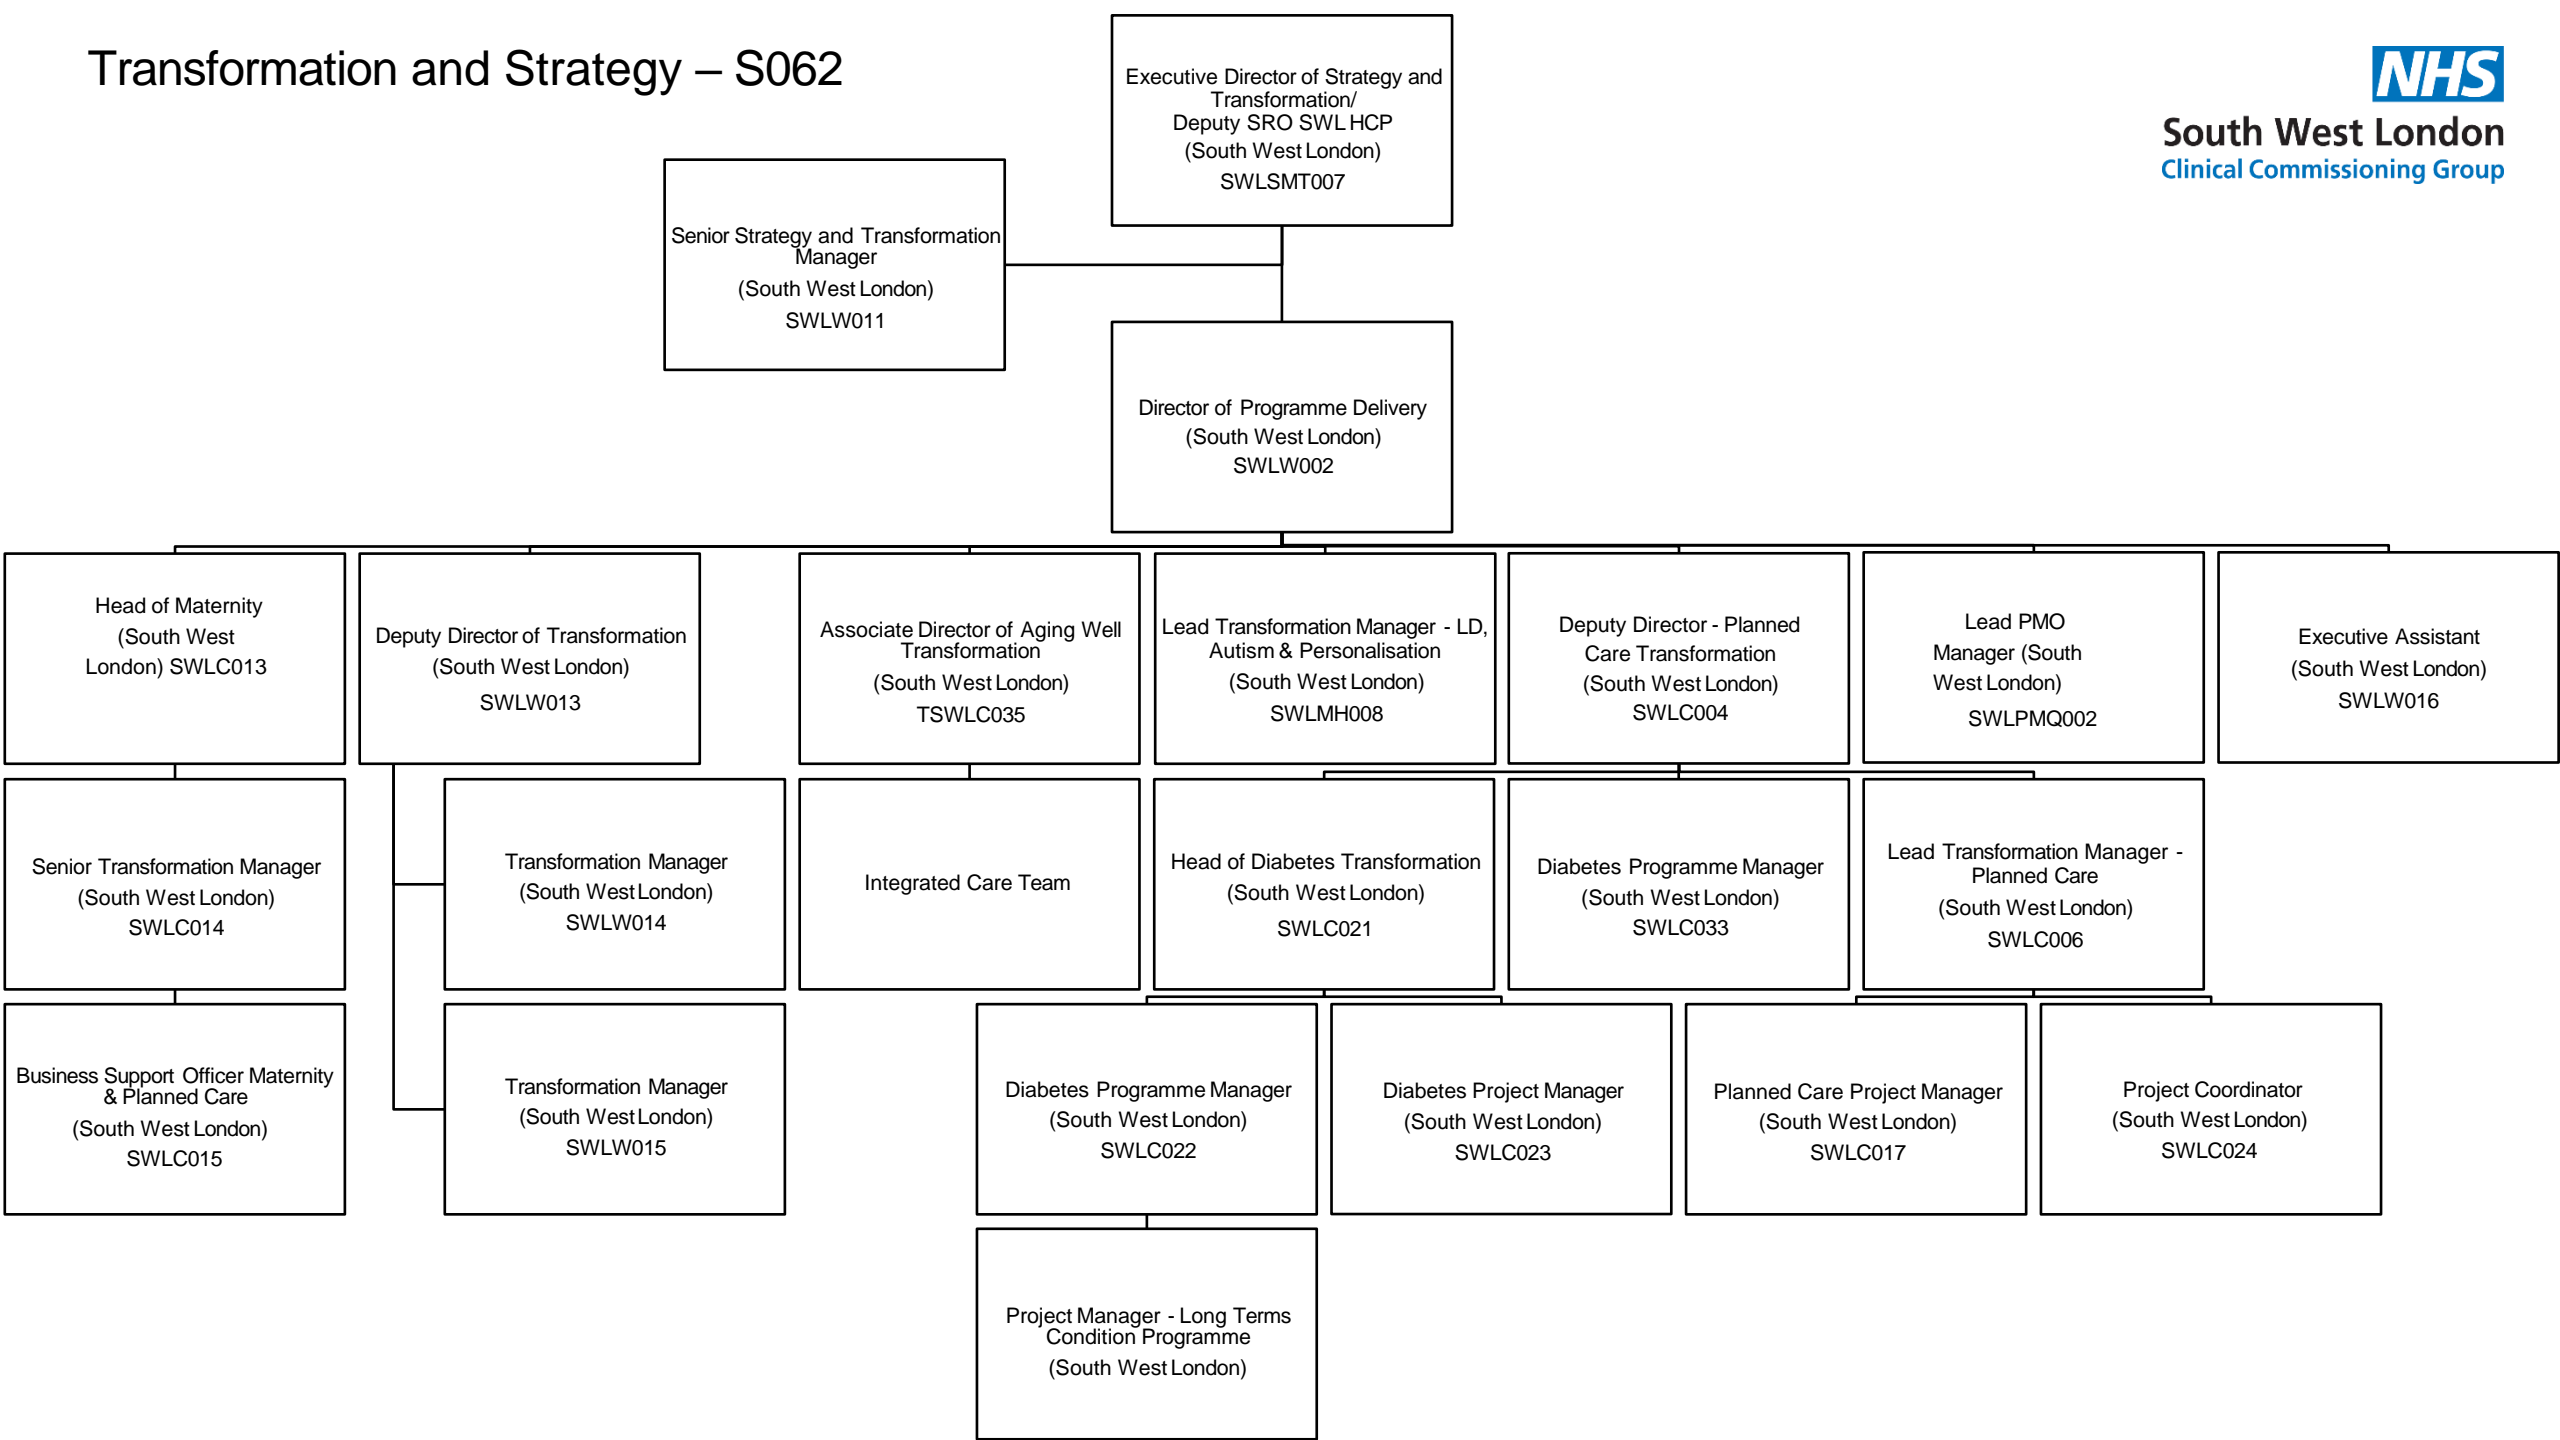 Transformation and Strategy – S062
NHS
South West London
Clinical Commissioning Group
Executive Director of Strategy and
Transformation/
Deputy SRO SWL HCP
(South West London)
SWLSMT007
Senior Strategy and Transformation
Manager
(South West London)
SWLW011
Director of Programme Delivery
(South West London)
SWLW002
Head of Maternity
(South West
London) SWLC013
Deputy Director of Transformation
(South West London)
SWLW013
Associate Director of Aging Well
Transformation
(South West London)
TSWLC035
Lead Transformation Manager - LD,
Autism & Personalisation
(South West London)
SWLMH008
Deputy Director - Planned
Care Transformation
(South West London)
SWLC004
Lead PMO
Manager (South
West London)
SWLPMQ002
Executive Assistant
(South West London)
SWLW016
Senior Transformation Manager
(South West London)
SWLC014
Transformation Manager
(South West London)
SWLW014
Integrated Care Team
Head of Diabetes Transformation
(South West London)
SWLC021
Diabetes Programme Manager
(South West London)
SWLC033
Lead Transformation Manager -
Planned Care
(South West London)
SWLC006
Business Support Officer Maternity
& Planned Care
(South West London)
SWLC015
Transformation Manager
(South West London)
SWLW015
Diabetes Programme Manager
(South West London)
SWLC022
Diabetes Project Manager
(South West London)
SWLC023
Planned Care Project Manager
(South West London)
SWLC017
Project Coordinator
(South West London)
SWLC024
Project Manager - Long Terms
Condition Programme
(South West London)